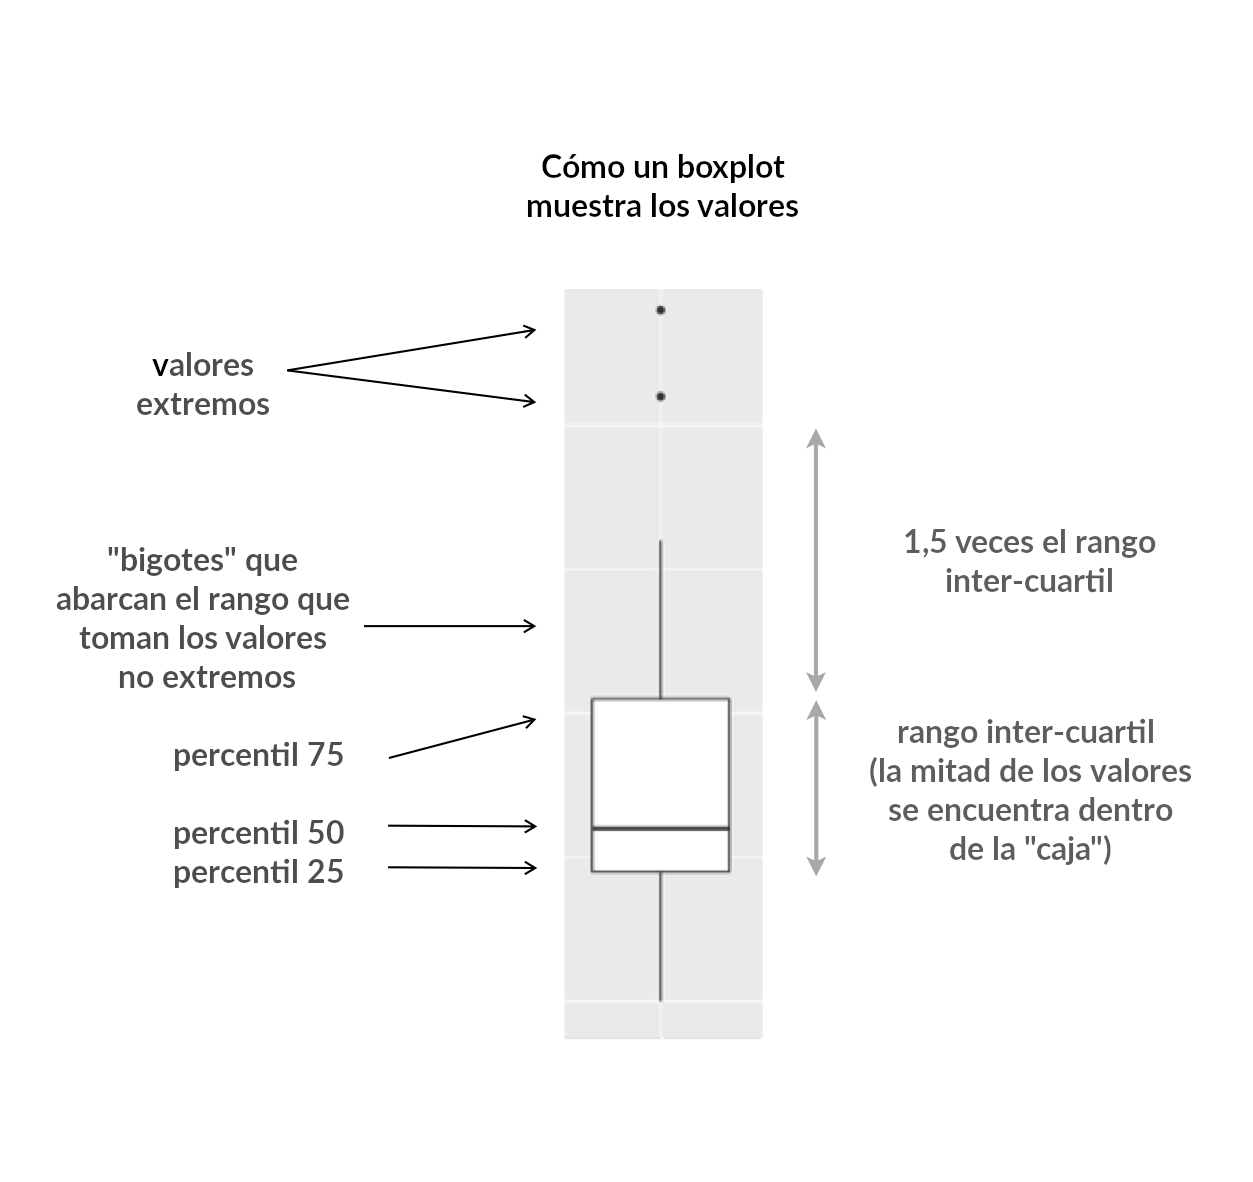 Cómo un boxplot
muestra los valores
valores
extremos
"bigotes" que
abarcan el rango que
toman los valores
no extremos
percentil 75
percentil 50
percentil 25
1,5 veces el rango
inter-cuartil
rango inter-cuartil
(la mitad de los valores
se encuentra dentro
de la "caja")